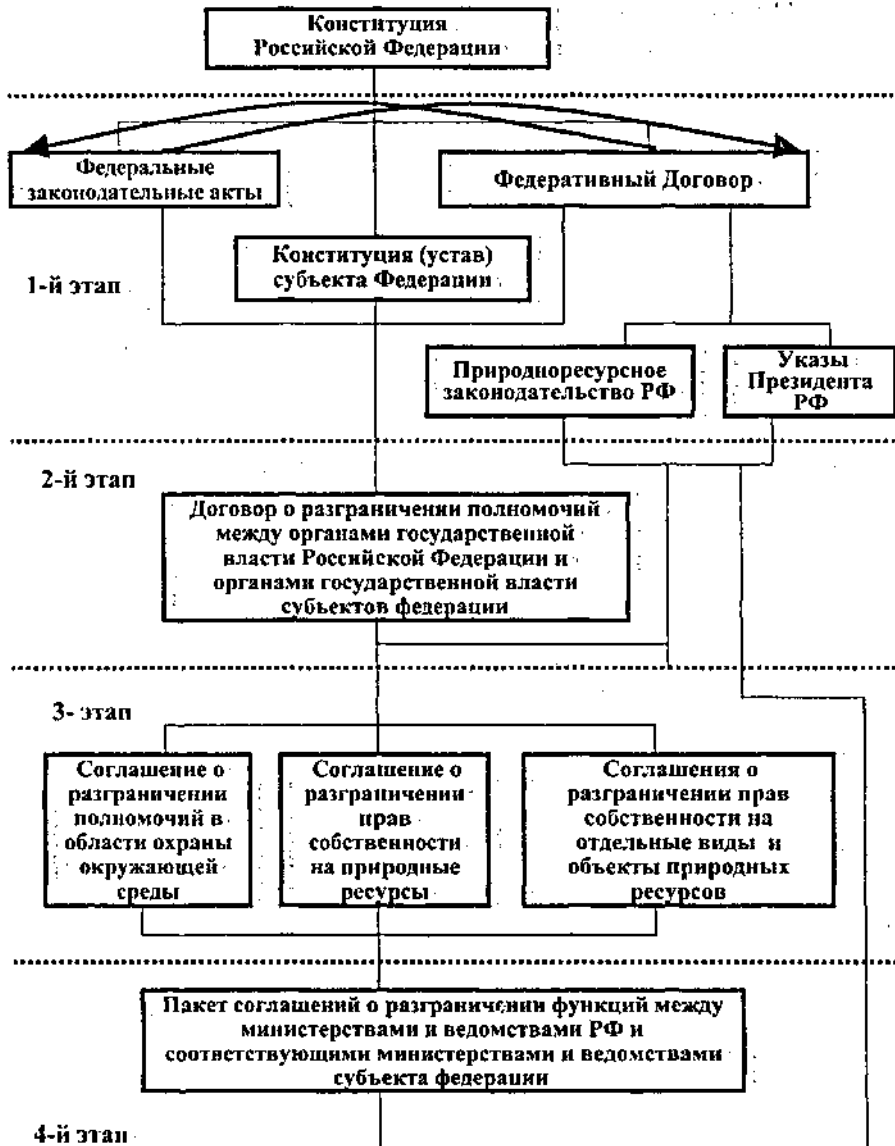 Конституция
Российской Федерации
Федеральные
законодательные акты
Федеративный Договор
Конституция (устав)
субъекта Федерации
1-й этап
Природноресурсное
законодательство РФ
Указы
Президента
РФ
2-й этап
Договор о разграничении полномочий
между органами государственной
власти Российской Федерации и
органами государственной власти
субъектов федерации
3- этап
Соглашение о
разграничении
полномочий в
области охраны
окружающей
среды
Соглашение о
разграничении
прав
собственности
на природные
ресурсы
Соглашения о
разграничении прав
собственности на
отдельные виды и
объекты природных
ресурсов
Пакет соглашений о разграничении функций между
министерствами и ведомствами РФ и
соответствующими министерствами и ведомствами
субъекта федерации
4-й этап